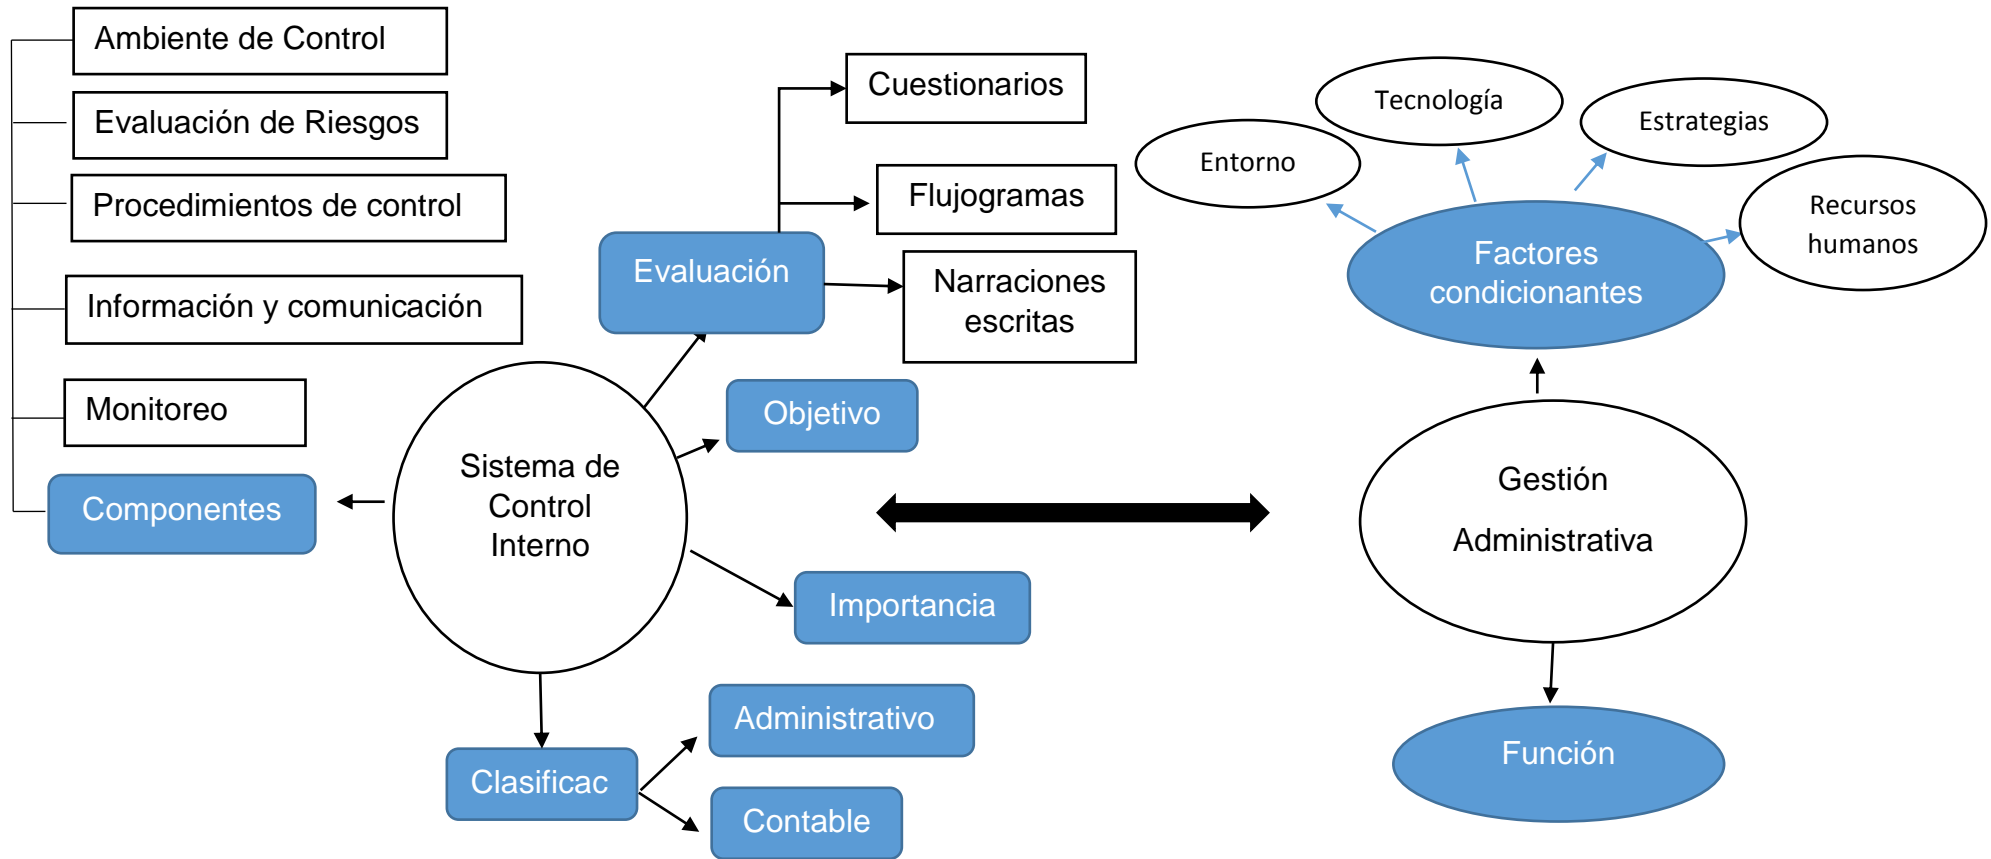 Ambiente de Control
Evaluación de Riesgos
Procedimientos de control
Información y comunicación
Monitoreo
Componentes
Sistema de
Control
Interno
Evaluación
Cuestionarios
Flujogramas
Narraciones
escritas
Objetivo
Importancia
Clasificac
Administrativo
Contable
Entorno
Tecnología
Estrategias
Recursos
humanos
Factores
condicionantes
Gestión
Administrativa
Función